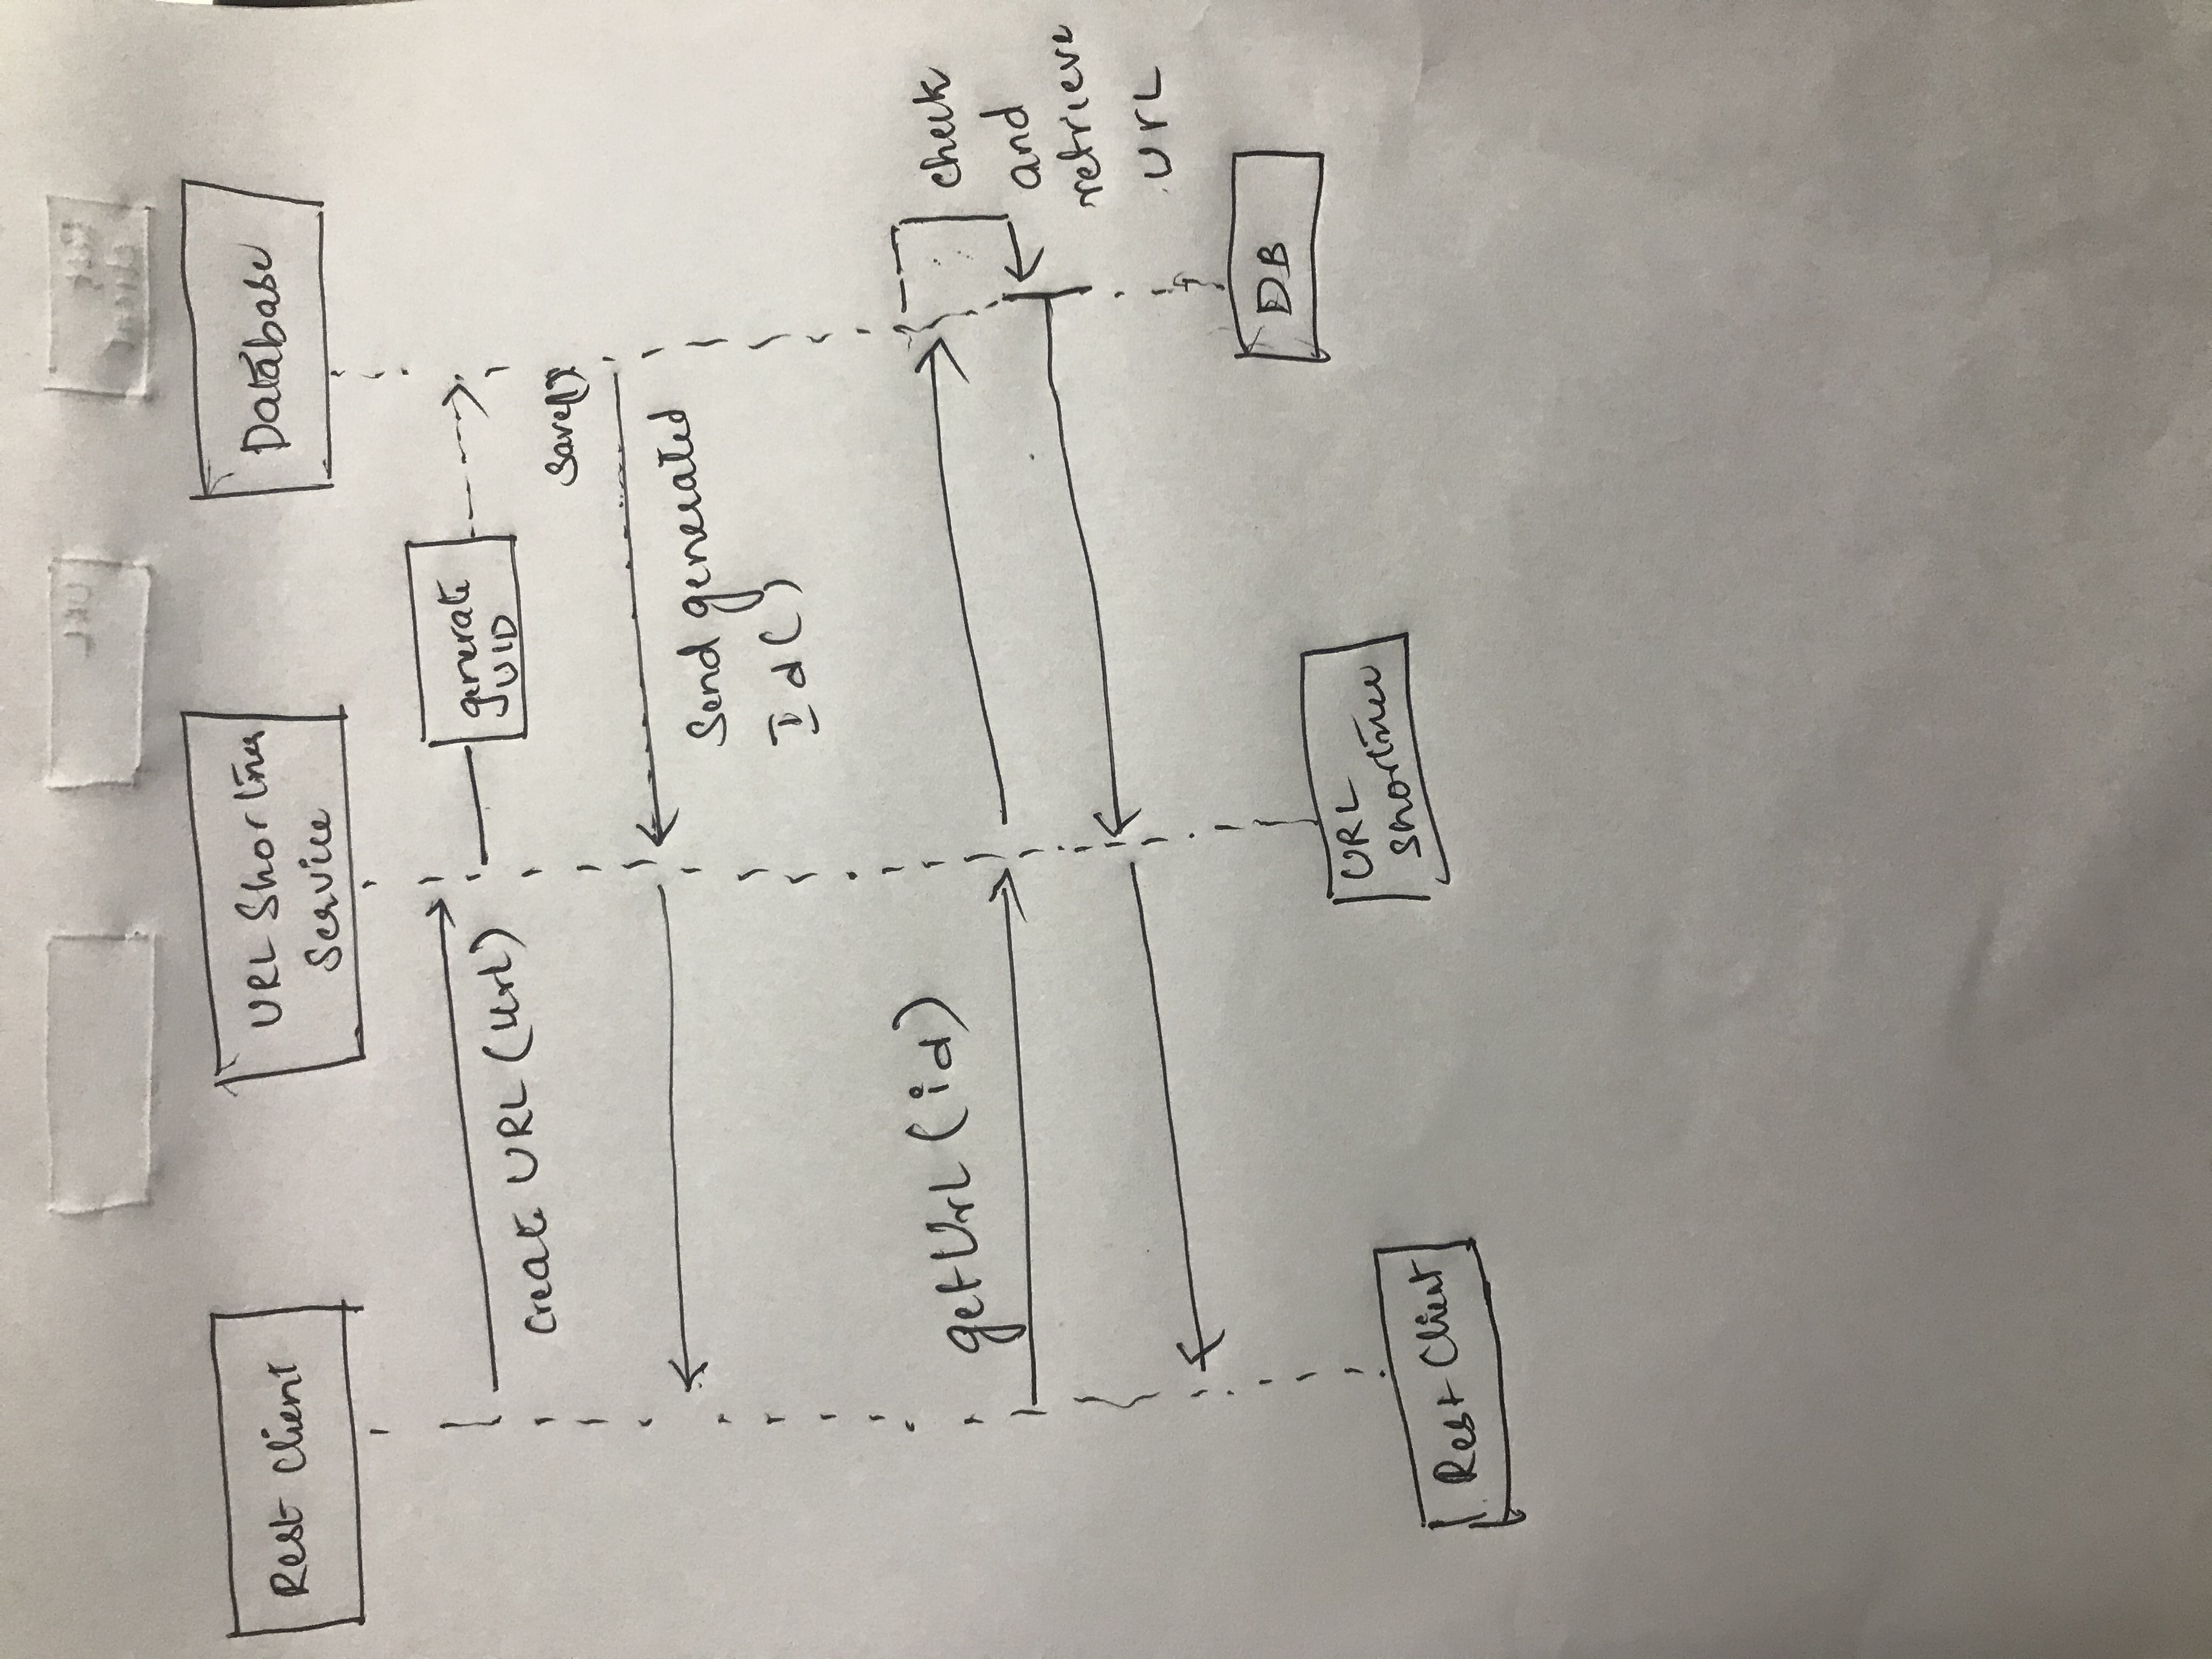 Rest Client
URL Shortner
Service
Database
generate
UID
Create URL (Url)
Save()
Send generated
Id()
getUrl (id)
check
and
retrieve
Url
DB
URL
Shortner
Rest Client